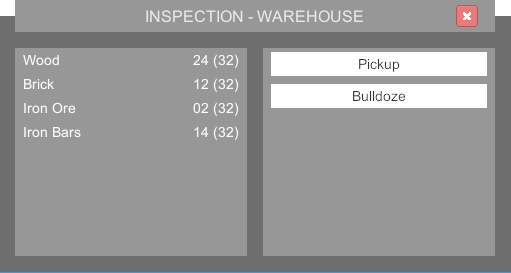 INSPECTION - WAREHOUSE
Wood 24 (32)
Brick 12 (32)
Iron Ore 02 (32)
Iron Bars 14 (32)
Pickup
Bulldoze